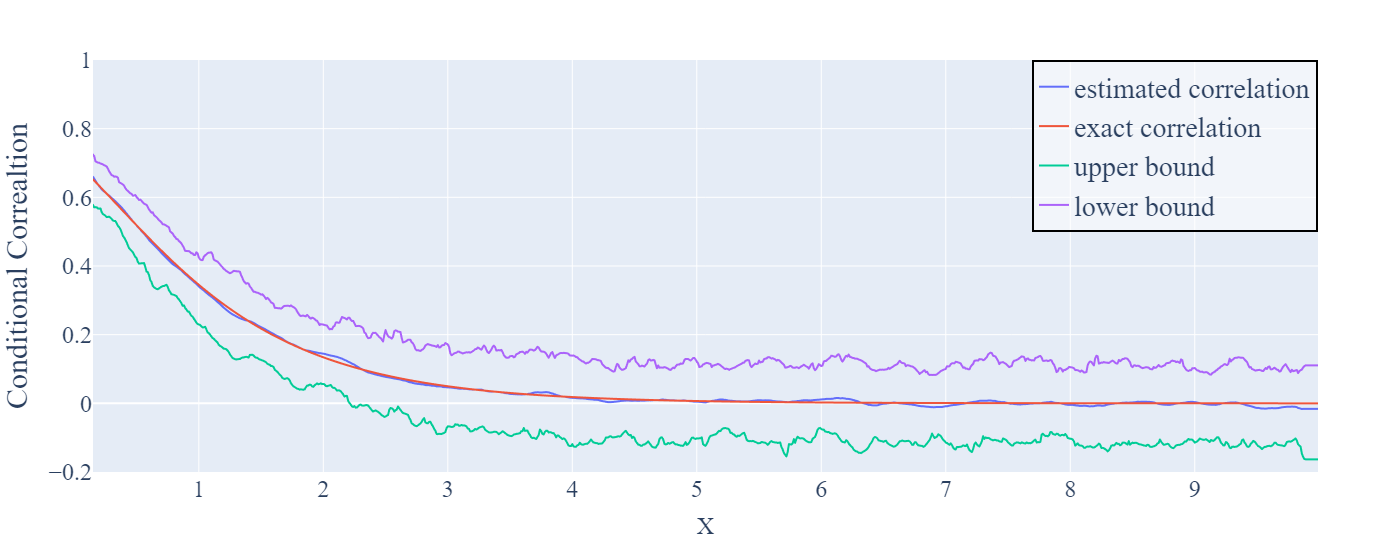 Conditional Correaltion
1
0.8
0.6
0.4
0.2
0
−0.2
1 2 3 4 5 6 7 8 9
X
estimated correlation
exact correlation
upper bound
lower bound